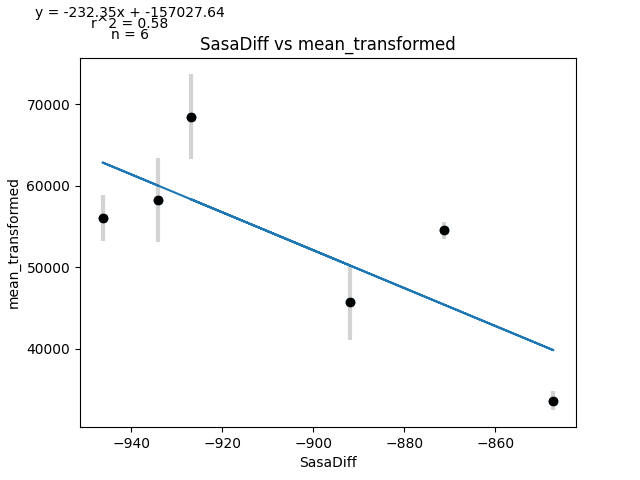 y = -232.35x + -157027.64
r^2 = 0.58
n = 6
SasaDiff vs mean_transformed
70000
60000
50000
40000
mean_transformed
−940
−920
−900
−880
−860
SasaDiff